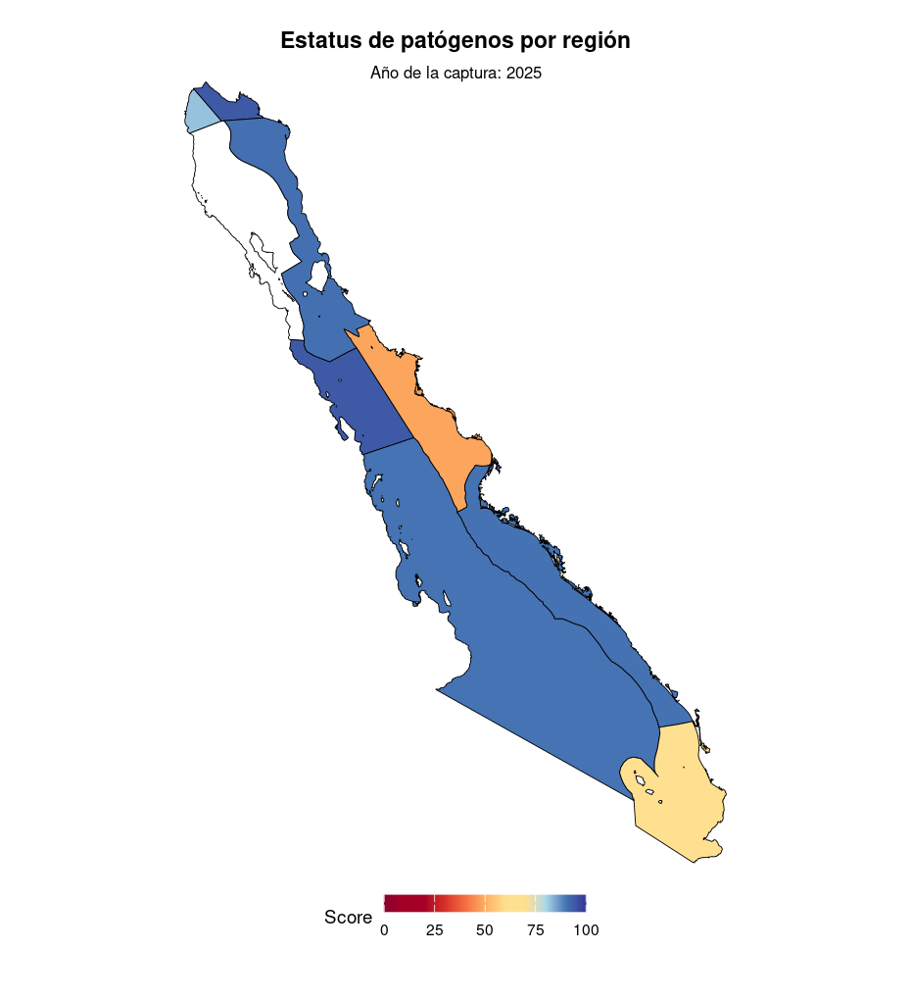 Estatus de patógenos por región
Año de la captura: 2025
Score
0 25 50 75 100